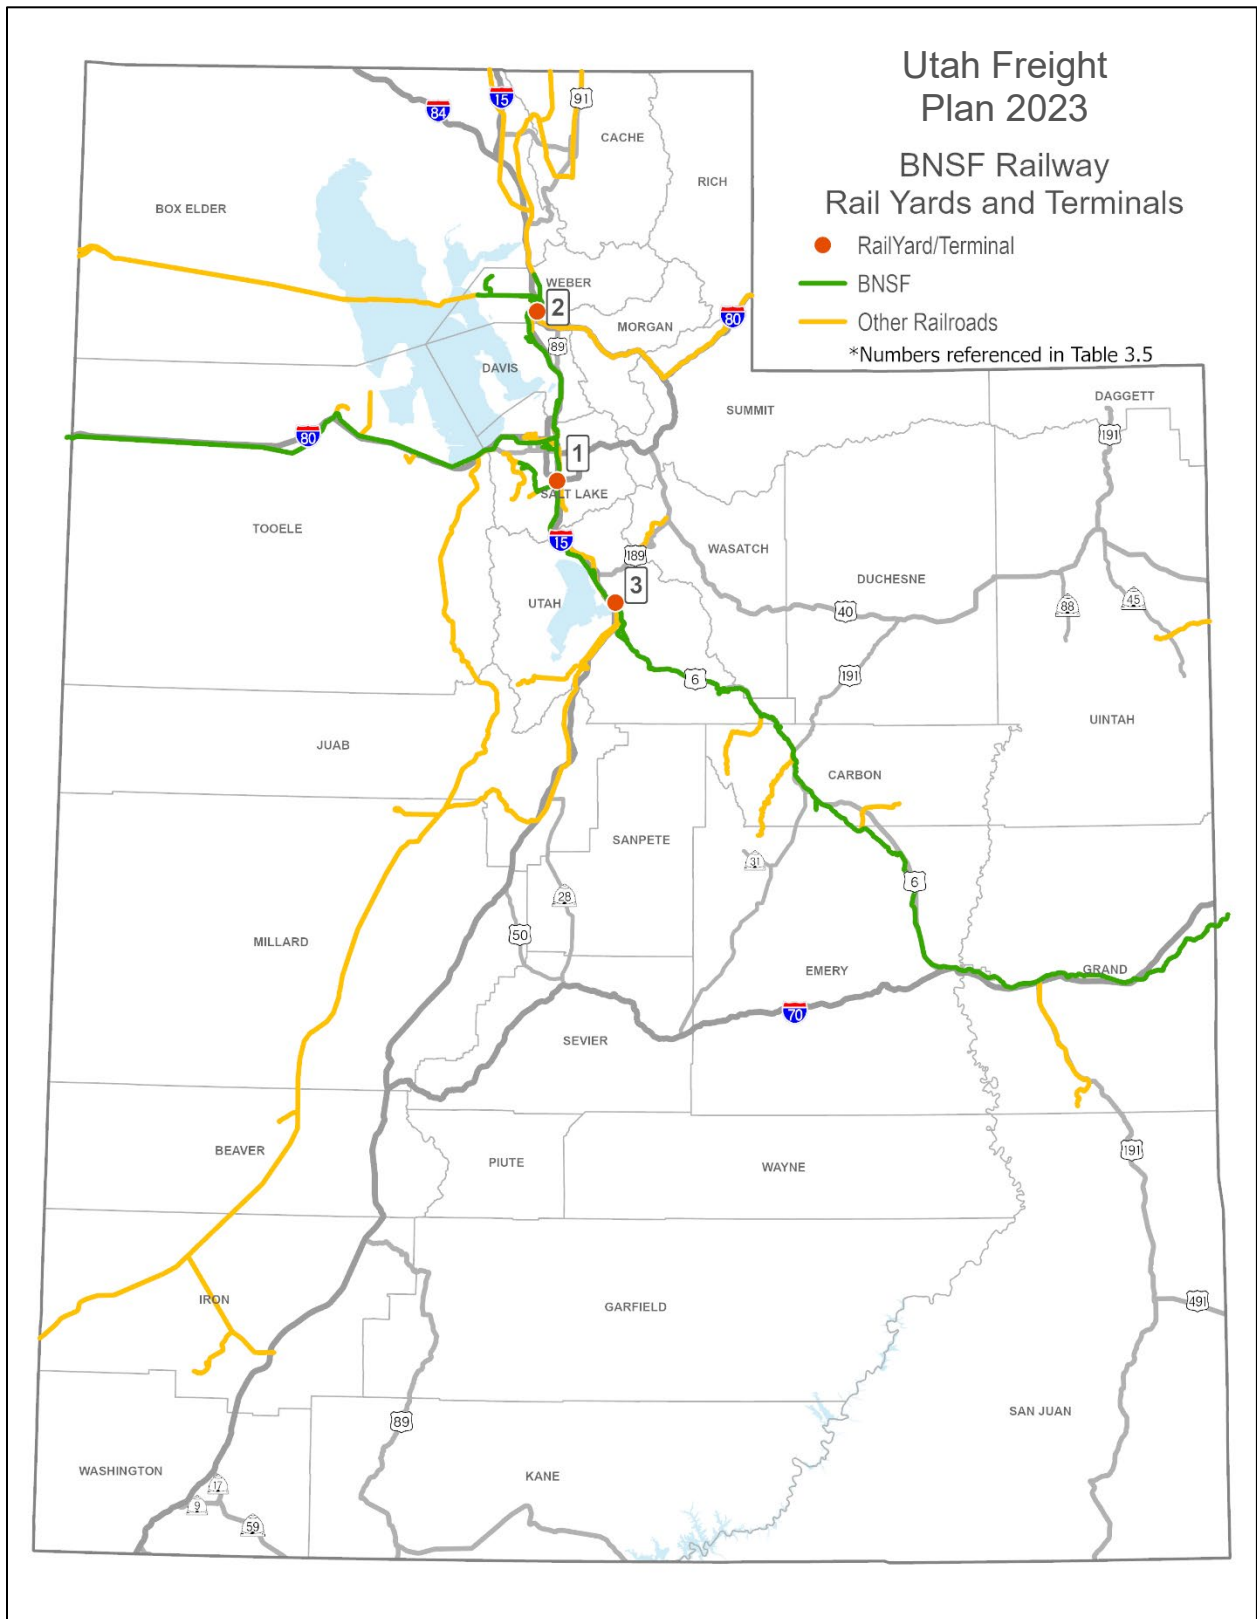 Utah Freight
Plan 2023
BNSF Railway
Rail Yards and Terminals
RailYard/Terminal
BNSF
Other Railroads
*Numbers referenced in Table 3.5
84
15
91
CACHE
RICH
BOX ELDER
WEBER
2
MORGAN
80
89
DAVIS
SUMMIT
DAGGETT
191
80
1
SALT LAKE
TOOELE
15
189
WASATCH
DUCHESNE
3
UTAH
40
88
45
6
191
UINTAH
JUAB
CARBON
SANPETE
31
28
6
50
MILLARD
EMERY
GRAND
70
SEVIER
BEAVER
PIUTE
WAYNE
191
IRON
GARFIELD
491
89
SAN JUAN
WASHINGTON
KANE
17
9
59